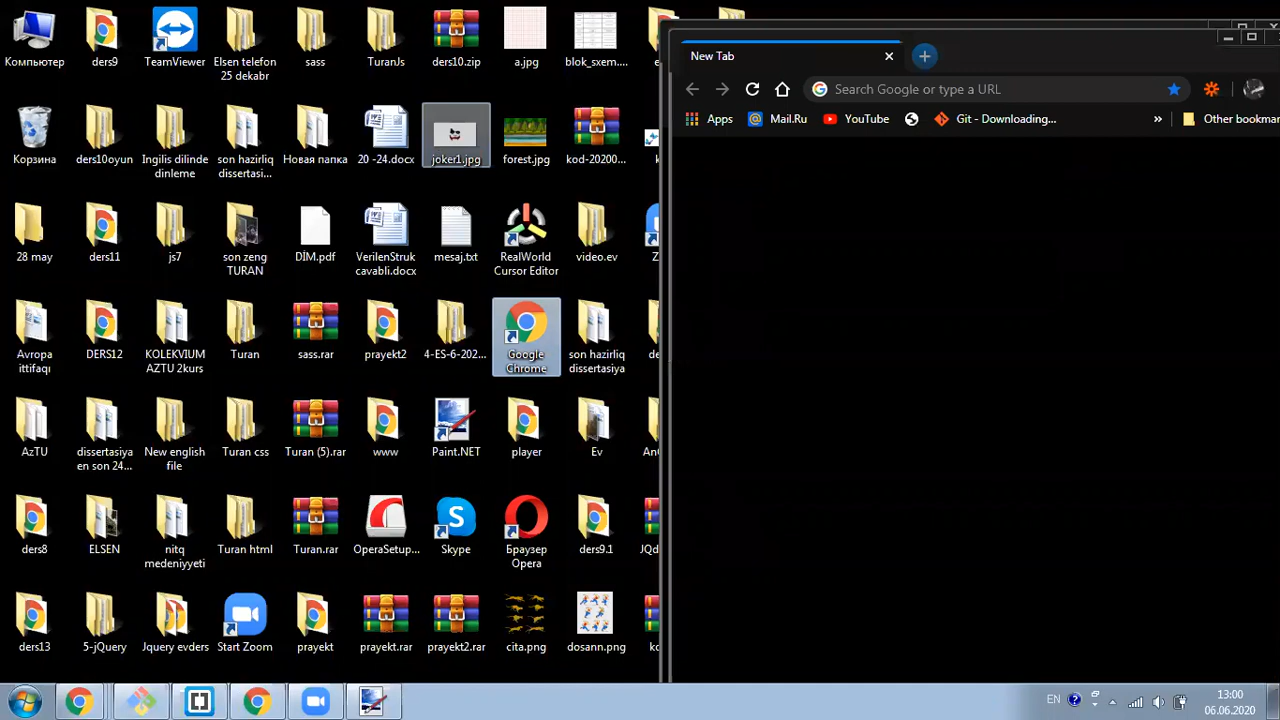 омпьютер
ders9
TeamViewer
Elsen telefon
25 dekabr
sass
TuranJs
ders10.zip
a.jpg
blok_sxem....
New Tab
Search Google or type a URL
Apps
Mail.Ru
YouTube
Git - Downloading...
»
Other bookmar
Корзина
ders10oyun
Ingilis dilinde
dinleme
son hazirliq
dissertasi...
Новая папка
20 -24.docx
joker1.jpg
forest.jpg
kod-20200...
28 may
ders11
js7
son zeng
TURAN
DİM.pdf
VerilenStruk
cavabli.docx
mesaj.txt
RealWorld
Cursor Editor
video.ev
Avropa
ittifaqı
DERS12
KOLEKVIUM
AZTU 2kurs
Turan
sass.rar
prayekt2
4-ES-6-202...
Google
Chrome
son hazirliq
dissertasiya
AzTU
dissertasiya
en son 24...
New english
file
Turan css
Turan (5).rar
www
Paint.NET
player
Ev
ders8
ELSEN
nitq
medeniyyeti
Turan html
Turan.rar
OperaSetup...
Skype
Браузер
Opera
ders9.1
ders13
5-jQuery
Jquery evders
Start Zoom
prayekt
prayekt.rar
prayekt2.rar
cita.png
dosann.png
EN
13:00
06.06.2020